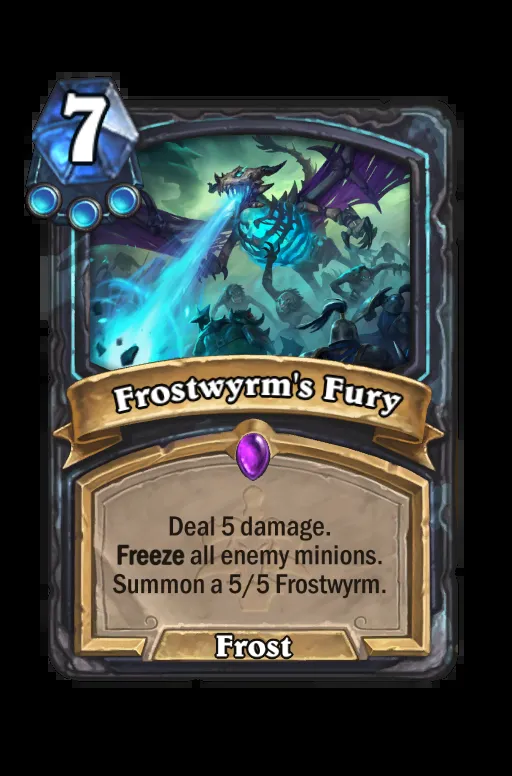 7
Frostwyrm's Fury
Deal 5 damage.
Freeze all enemy minions.
Summon a 5/5 Frostwyrm.
Frost